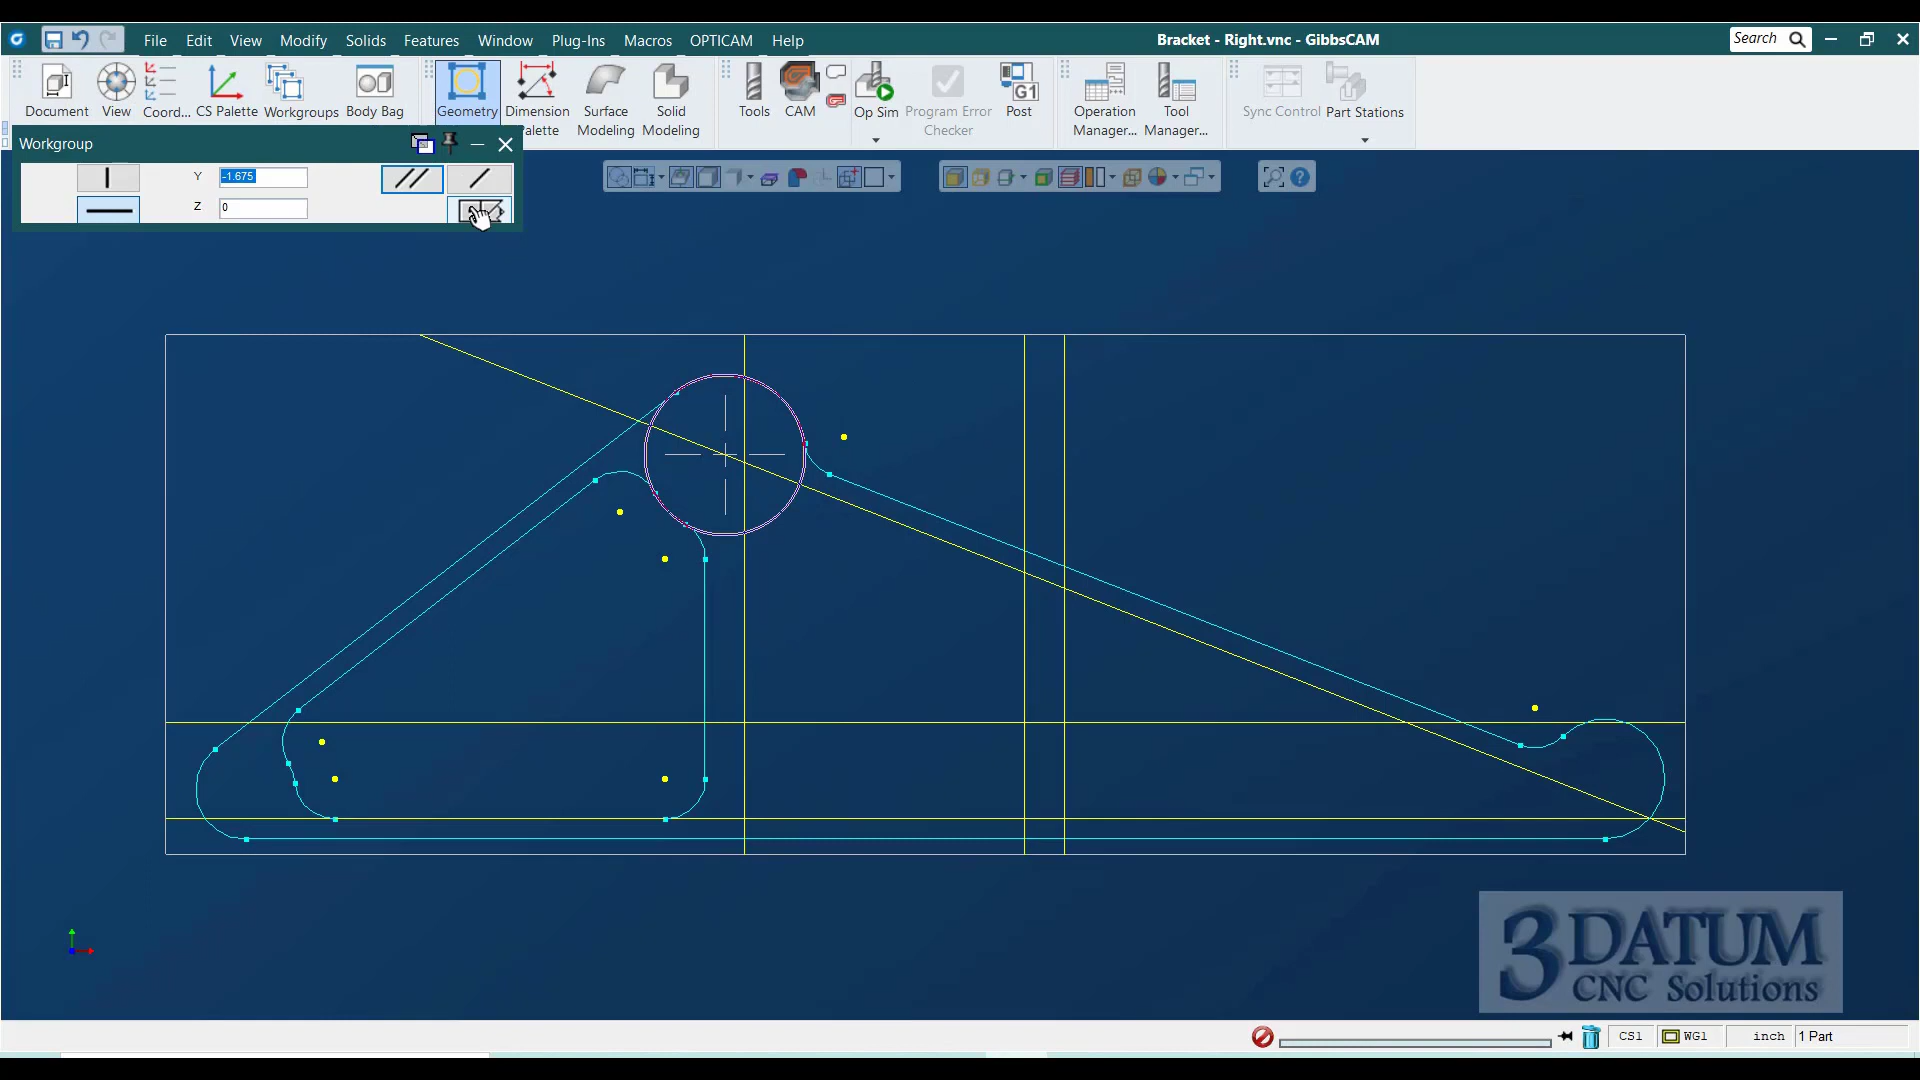 File Edit View Modify Solids Features Window Plug-Ins Macros OPTICAM Help
Bracket - Right.vnc - GibbsCAM
Search
Document View Coord... CS Palette Workgroups Body Bag
Geometry Dimension Surface Modeling Solid Modeling
alette
Tools CAM Op Sim Program Error Checker G1 Post
Operation Manager... Tool Manager...
Sync Control Part Stations
Workgroup
Y -1.675
Z 0
3 DATUM
CNC Solutions
CS1 WG1 inch 1 Part